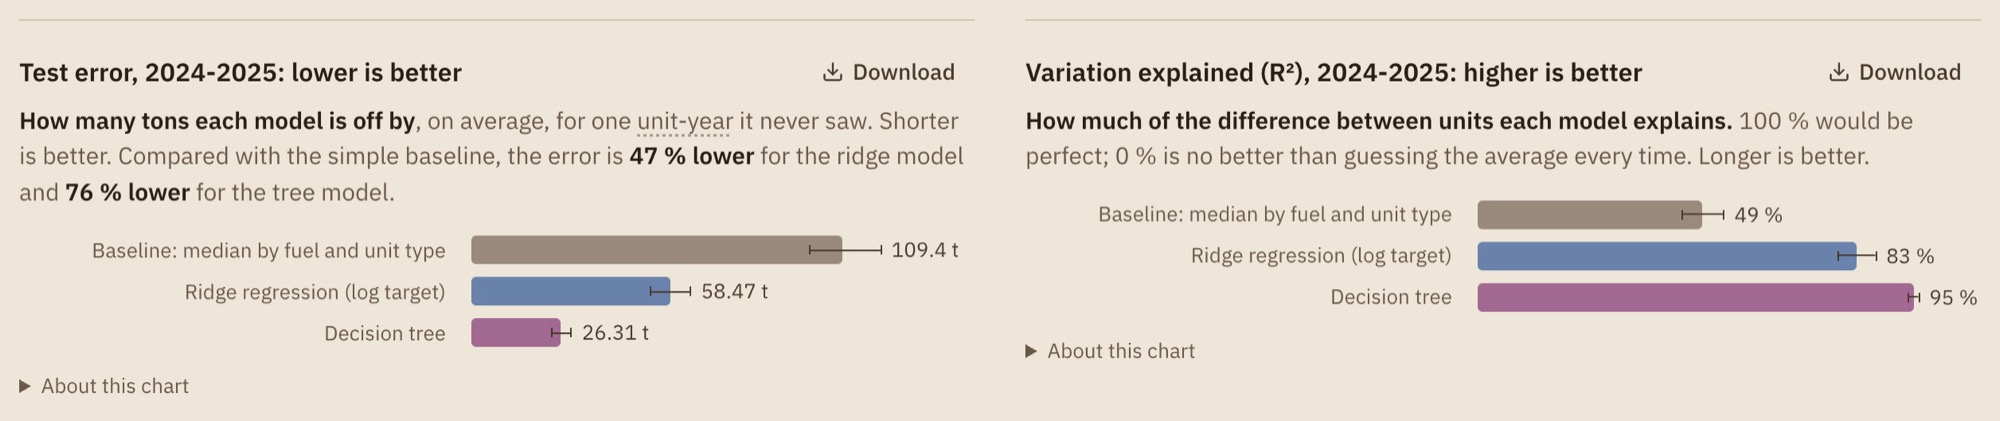 Test error, 2024-2025: lower is better
Download
How many tons each model is off by, on average, for one unit-year it never saw. Shorter
is better. Compared with the simple baseline, the error is 47 % lower for the ridge model
and 76 % lower for the tree model.
Baseline: median by fuel and unit type 109.4 t
Ridge regression (log target) 58.47 t
Decision tree 26.31 t
▶ About this chart
Variation explained (R²), 2024-2025: higher is better
Download
How much of the difference between units each model explains. 100 % would be
perfect; 0 % is no better than guessing the average every time. Longer is better.
Baseline: median by fuel and unit type 49 %
Ridge regression (log target) 83 %
Decision tree 95 %
▶ About this chart